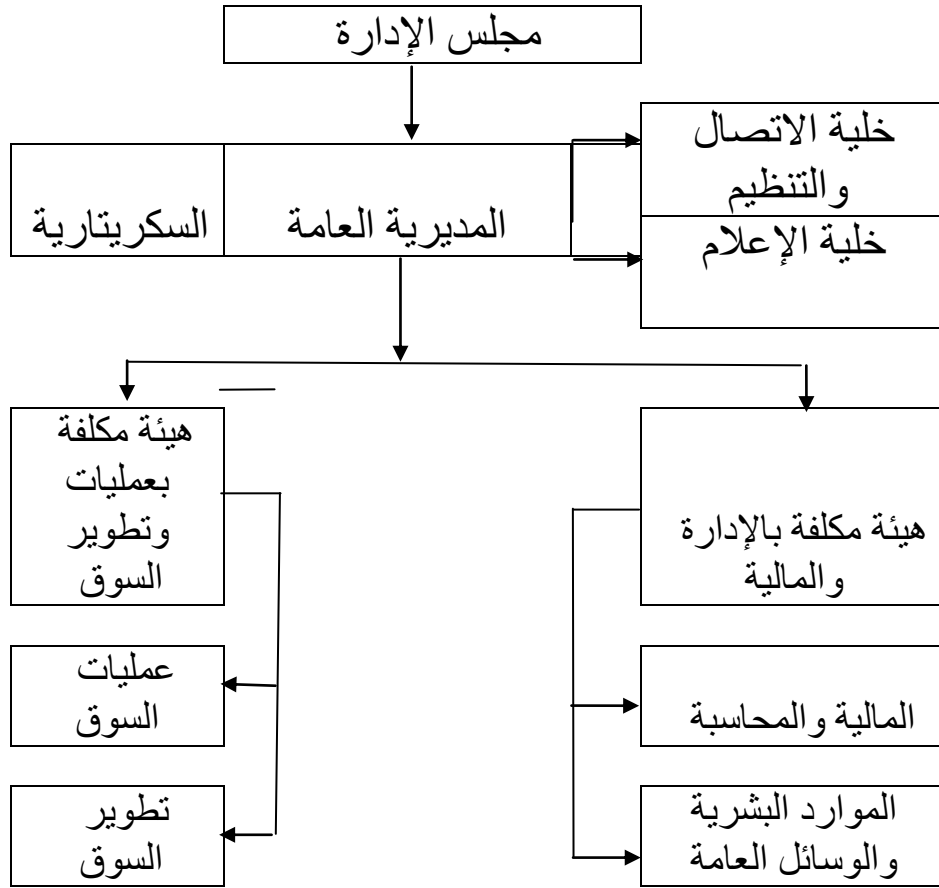 مجلس الإدارة
خلية الاتصال
والتنظيم
المديرية العامة
السكريتارية
خلية الإعلام
هيئة مكلفة بالإدارة
والمالية
هيئة مكلفة
بعمليات
وتطوير
السوق
المالية والمحاسبة
عمليات
السوق
الموارد البشرية
والوسائل العامة
تطوير
السوق